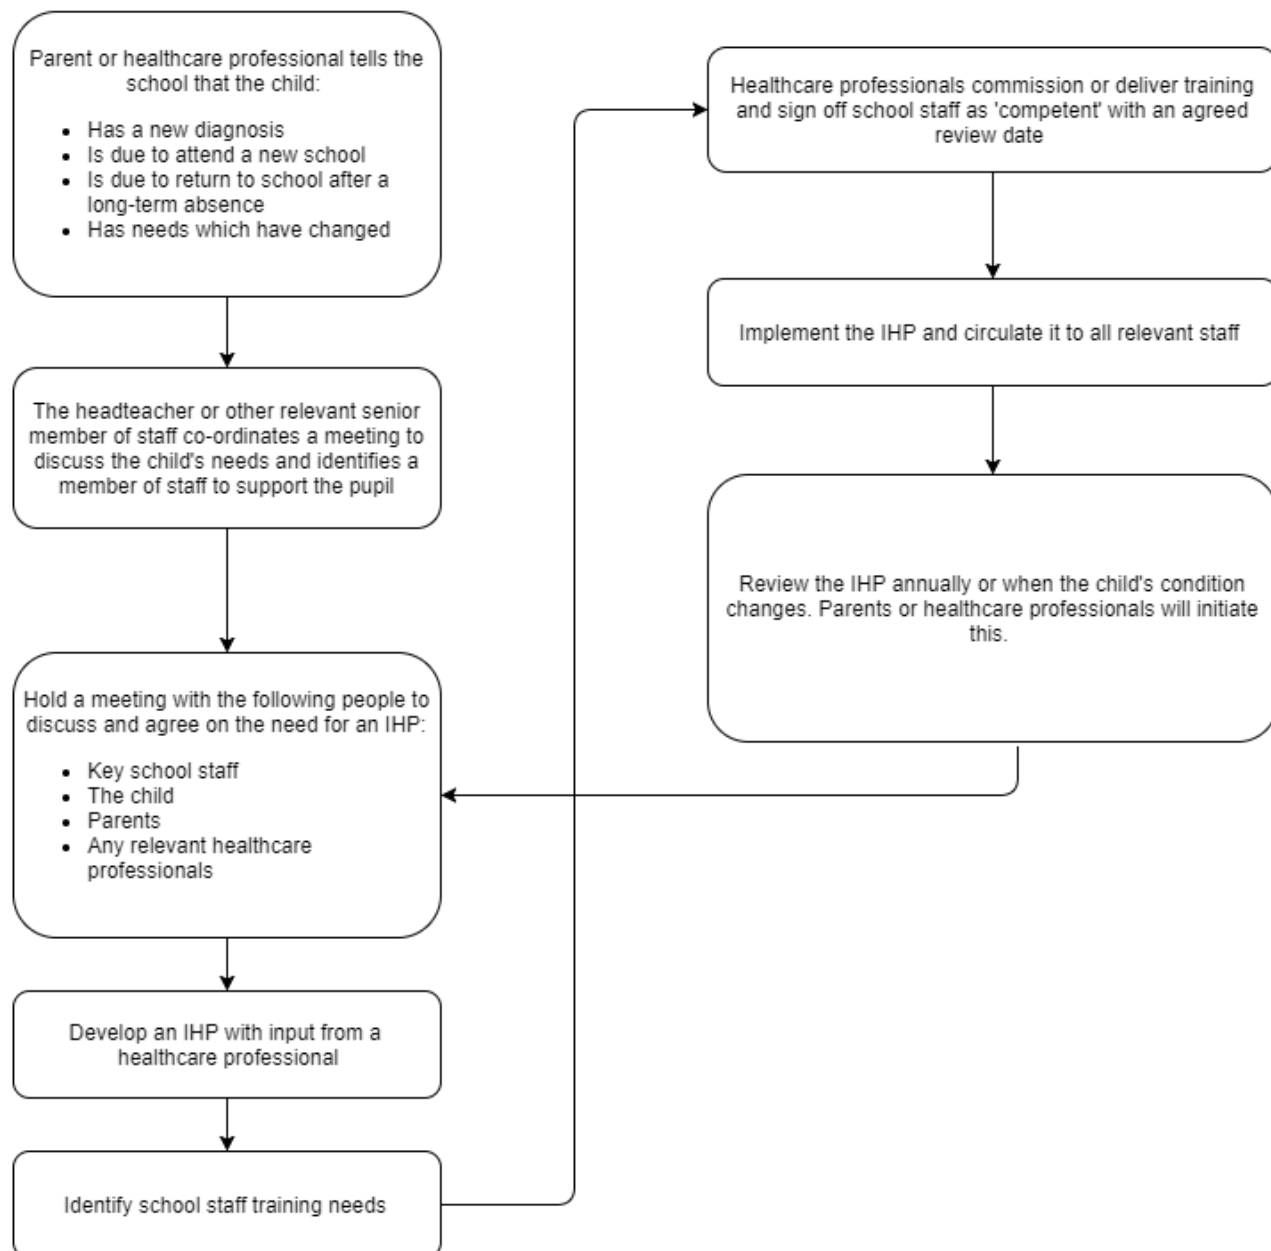 Parent or healthcare professional tells the
school that the child:
• Has a new diagnosis
• Is due to attend a new school
• Is due to return to school after a
long-term absence
• Has needs which have changed
The headteacher or other relevant senior
member of staff co-ordinates a meeting to
discuss the child's needs and identifies a
member of staff to support the pupil
Hold a meeting with the following people to
discuss and agree on the need for an IHP:
• Key school staff
• The child
• Parents
• Any relevant healthcare
professionals
Develop an IHP with input from a
healthcare professional
Identify school staff training needs
Healthcare professionals commission or deliver training
and sign off school staff as 'competent' with an agreed
review date
Implement the IHP and circulate it to all relevant staff
Review the IHP annually or when the child's condition
changes. Parents or healthcare professionals will initiate
this.